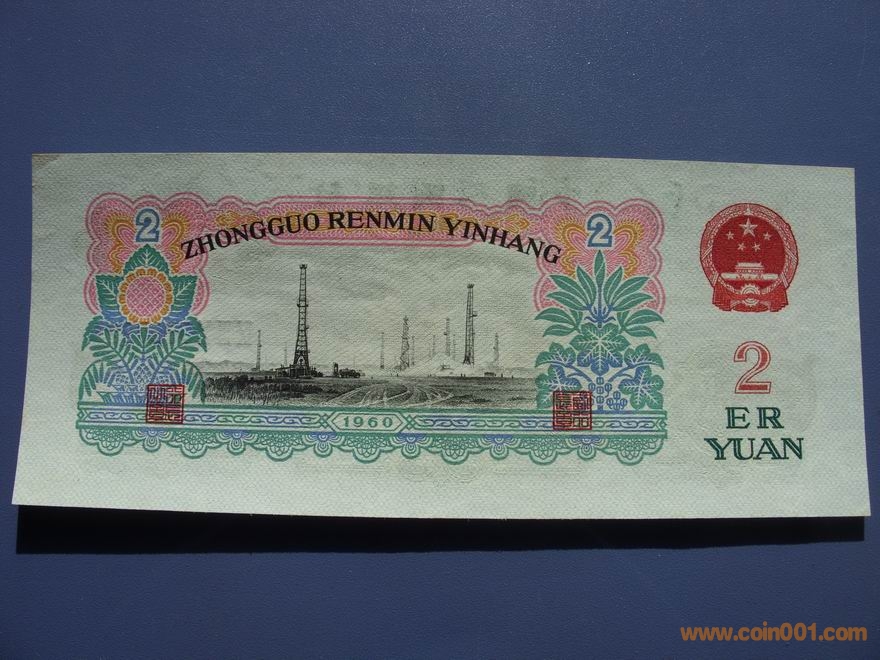 2
2
ZHONGGUO RENMIN YINHANG
1960
2
ER
YUAN
www.coin001.com